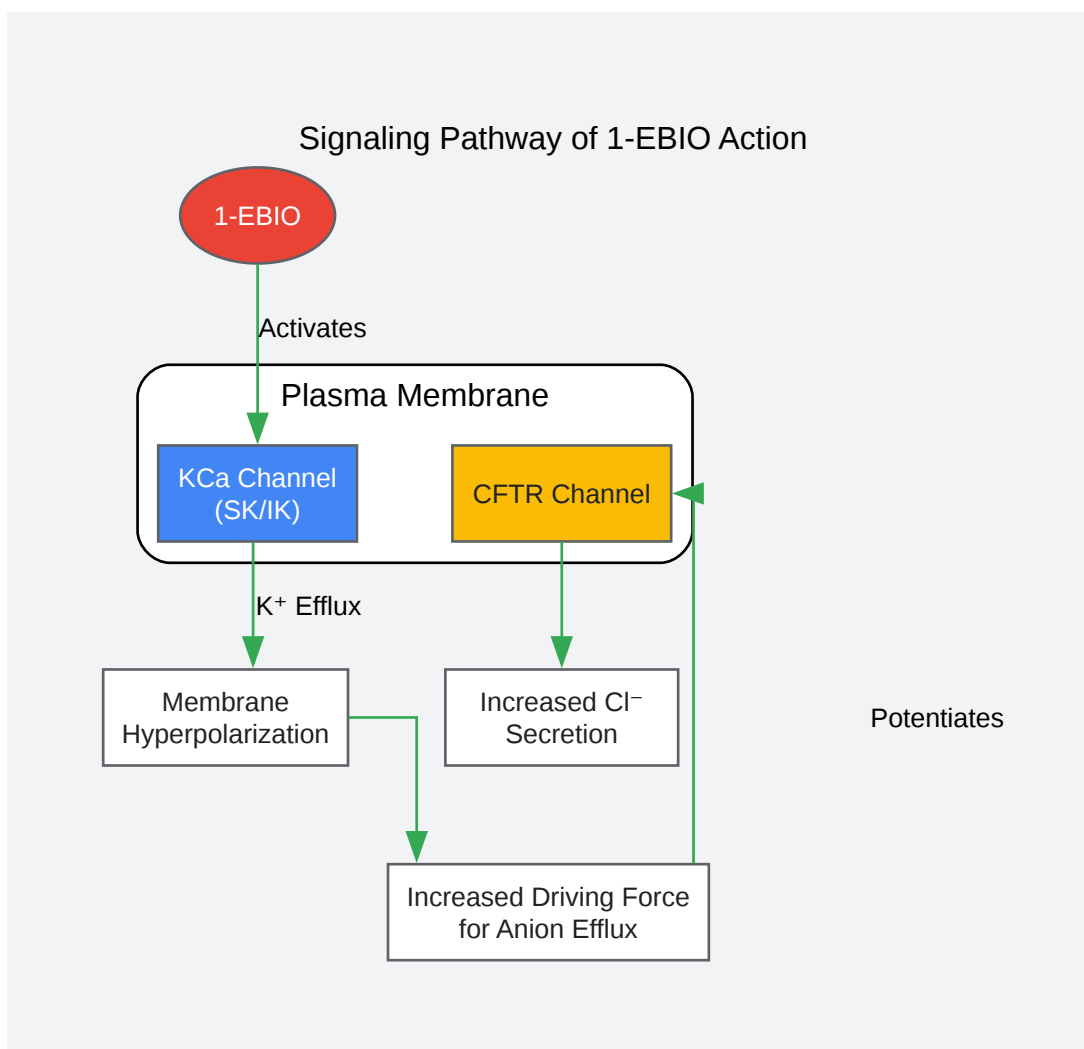 Signaling Pathway of 1-EBIO Action
1-EBIO
Activates
Plasma Membrane
KCa Channel
(SK/IK)
CFTR Channel
K⁺ Efflux
Membrane
Hyperpolarization
Increased Cl⁻
Secretion
Potentiates
Increased Driving Force
for Anion Efflux